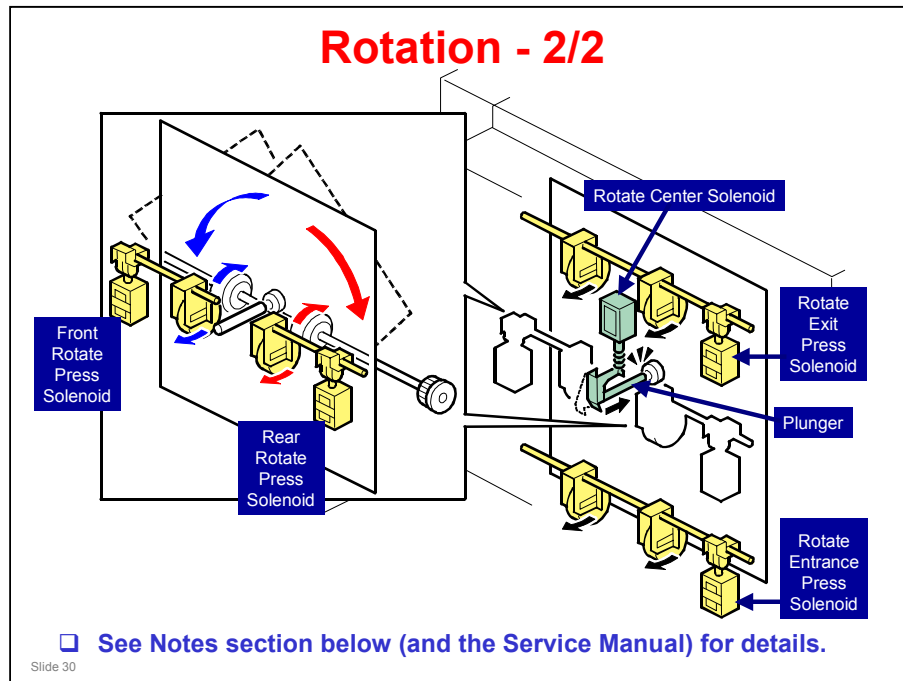 Rotation - 2/2
Rotate Center Solenoid
Rotate
Exit
Press
Solenoid
Front
Rotate
Press
Solenoid
Plunger
Rear
Rotate
Press
Solenoid
Rotate
Entrance
Press
Solenoid
❑ See Notes section below (and the Service Manual) for details.
Slide 30